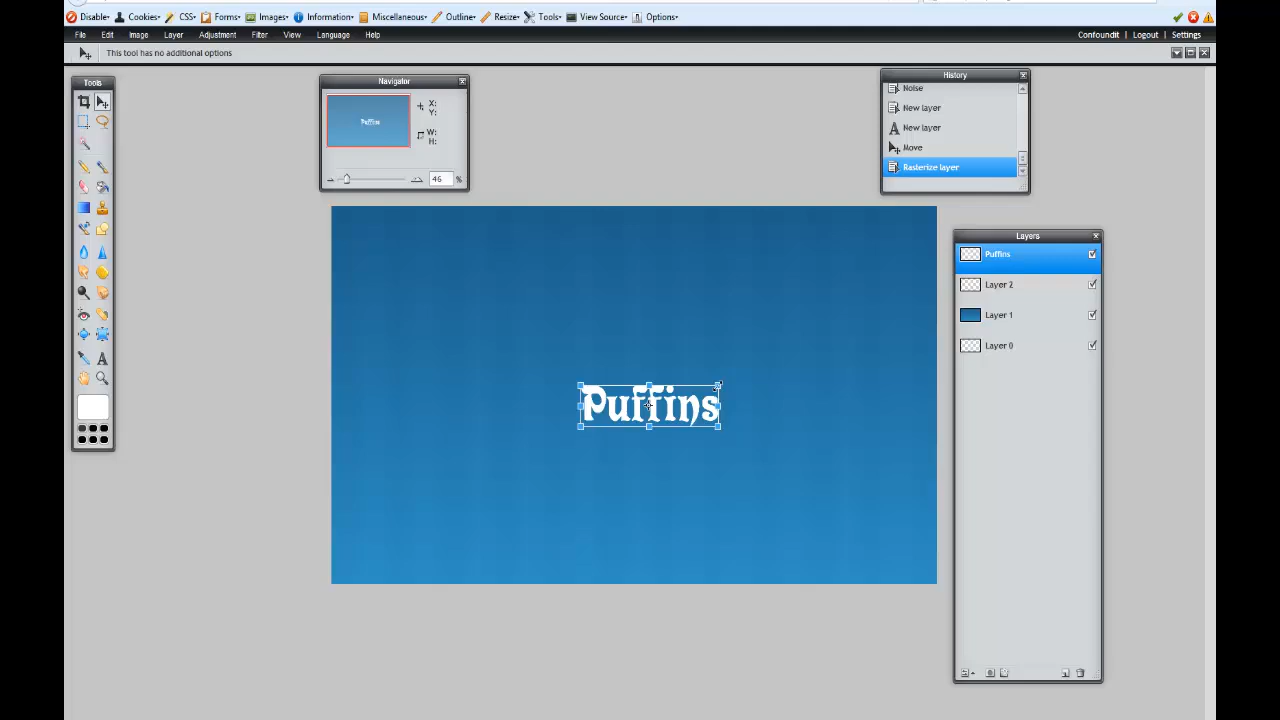 Disable▾ Cookies▾ CSS▾ Forms▾ Images▾ Information▾ Miscellaneous▾ Outline▾ Resize▾ Tools▾ View Source▾ Options▾
File Edit Image Layer Adjustment Filter View Language Help Confoundit | Logout | Settings
This tool has no additional options
Tools
Navigator
X:
Y:
W:
H:
Puffins
46 %
History
Noise
New layer
New layer
Move
Rasterize layer
Puffins
Layers
Puffins
Layer 2
Layer 1
Layer 0